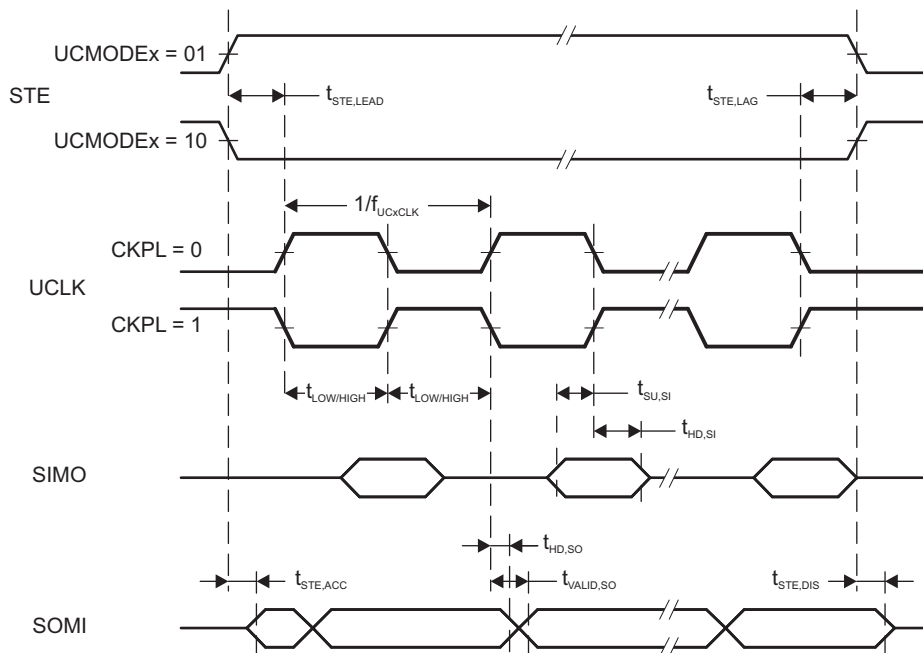 UCMODEx = 01
STE
t_STE,LEAD
t_STE,LAG
UCMODEx = 10
1/f_UCxCLK
CKPL = 0
UCLK
CKPL = 1
t_LOW/HIGH t_LOW/HIGH
t_SU,SI
t_HD,SI
SIMO
t_HD,SO
t_STE,ACC
t_VALID,SO
t_STE,DIS
SOMI